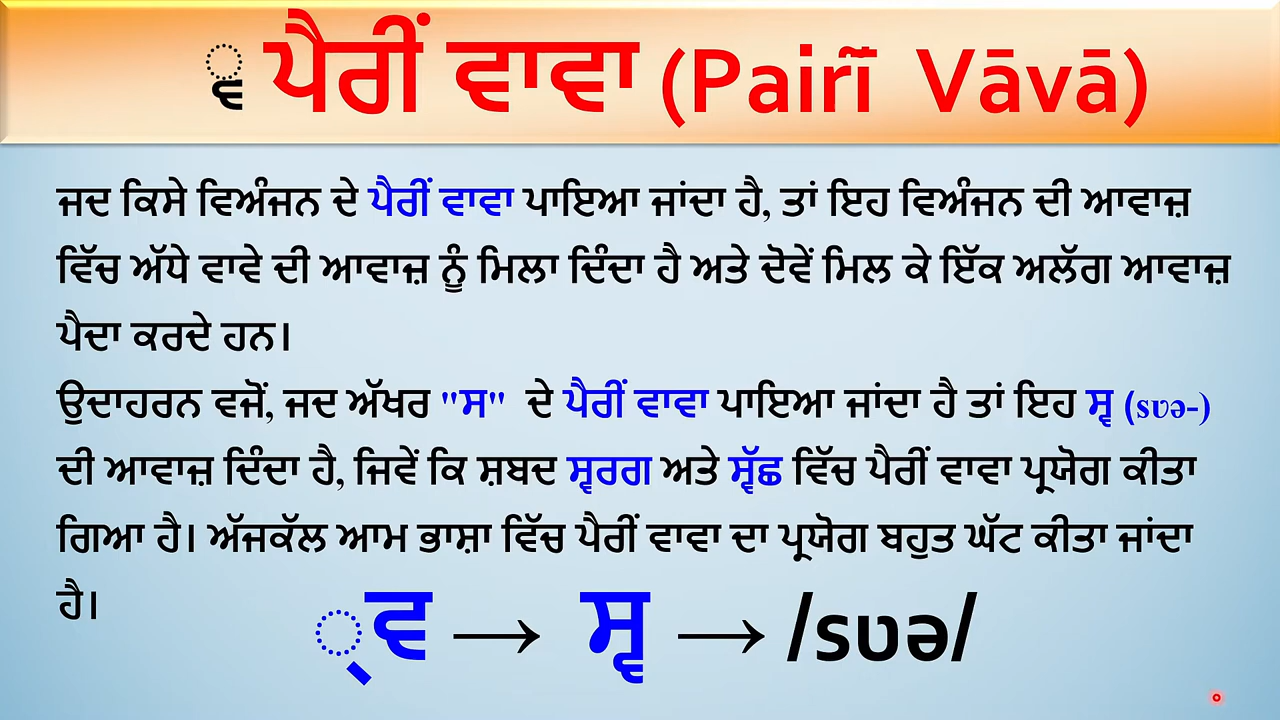 ੍ਵ ਪੈਰੀਂ ਵਾਵਾ (Pairīṁ Vāvā)
ਜਦ ਕਿਸੇ ਵਿਅੰਜਨ ਦੇ ਪੈਰੀਂ ਵਾਵਾ ਪਾਇਆ ਜਾਂਦਾ ਹੈ, ਤਾਂ ਇਹ ਵਿਅੰਜਨ ਦੀ ਆਵਾਜ਼
ਵਿੱਚ ਅੱਧੇ ਵਾਵੇ ਦੀ ਆਵਾਜ਼ ਨੂੰ ਮਿਲਾ ਦਿੰਦਾ ਹੈ ਅਤੇ ਦੋਵੇਂ ਮਿਲ ਕੇ ਇੱਕ ਅਲੱਗ ਆਵਾਜ਼
ਪੈਦਾ ਕਰਦੇ ਹਨ।
ਉਦਾਹਰਨ ਵਜੋਂ, ਜਦ ਅੱਖਰ "ਸ" ਦੇ ਪੈਰੀਂ ਵਾਵਾ ਪਾਇਆ ਜਾਂਦਾ ਹੈ ਤਾਂ ਇਹ ਸ੍ਵ (sʋə-)
ਦੀ ਆਵਾਜ਼ ਦਿੰਦਾ ਹੈ, ਜਿਵੇਂ ਕਿ ਸ਼ਬਦ ਸ੍ਵਰਗ ਅਤੇ ਸ੍ਵੱਛ ਵਿੱਚ ਪੈਰੀਂ ਵਾਵਾ ਪ੍ਰਯੋਗ ਕੀਤਾ
ਗਿਆ ਹੈ। ਅੱਜਕੱਲ ਆਮ ਭਾਸ਼ਾ ਵਿੱਚ ਪੈਰੀਂ ਵਾਵਾ ਦਾ ਪ੍ਰਯੋਗ ਬਹੁਤ ਘੱਟ ਕੀਤਾ ਜਾਂਦਾ
ਹੈ।
੍ਵ → ਸ੍ਵ → /sʋə/